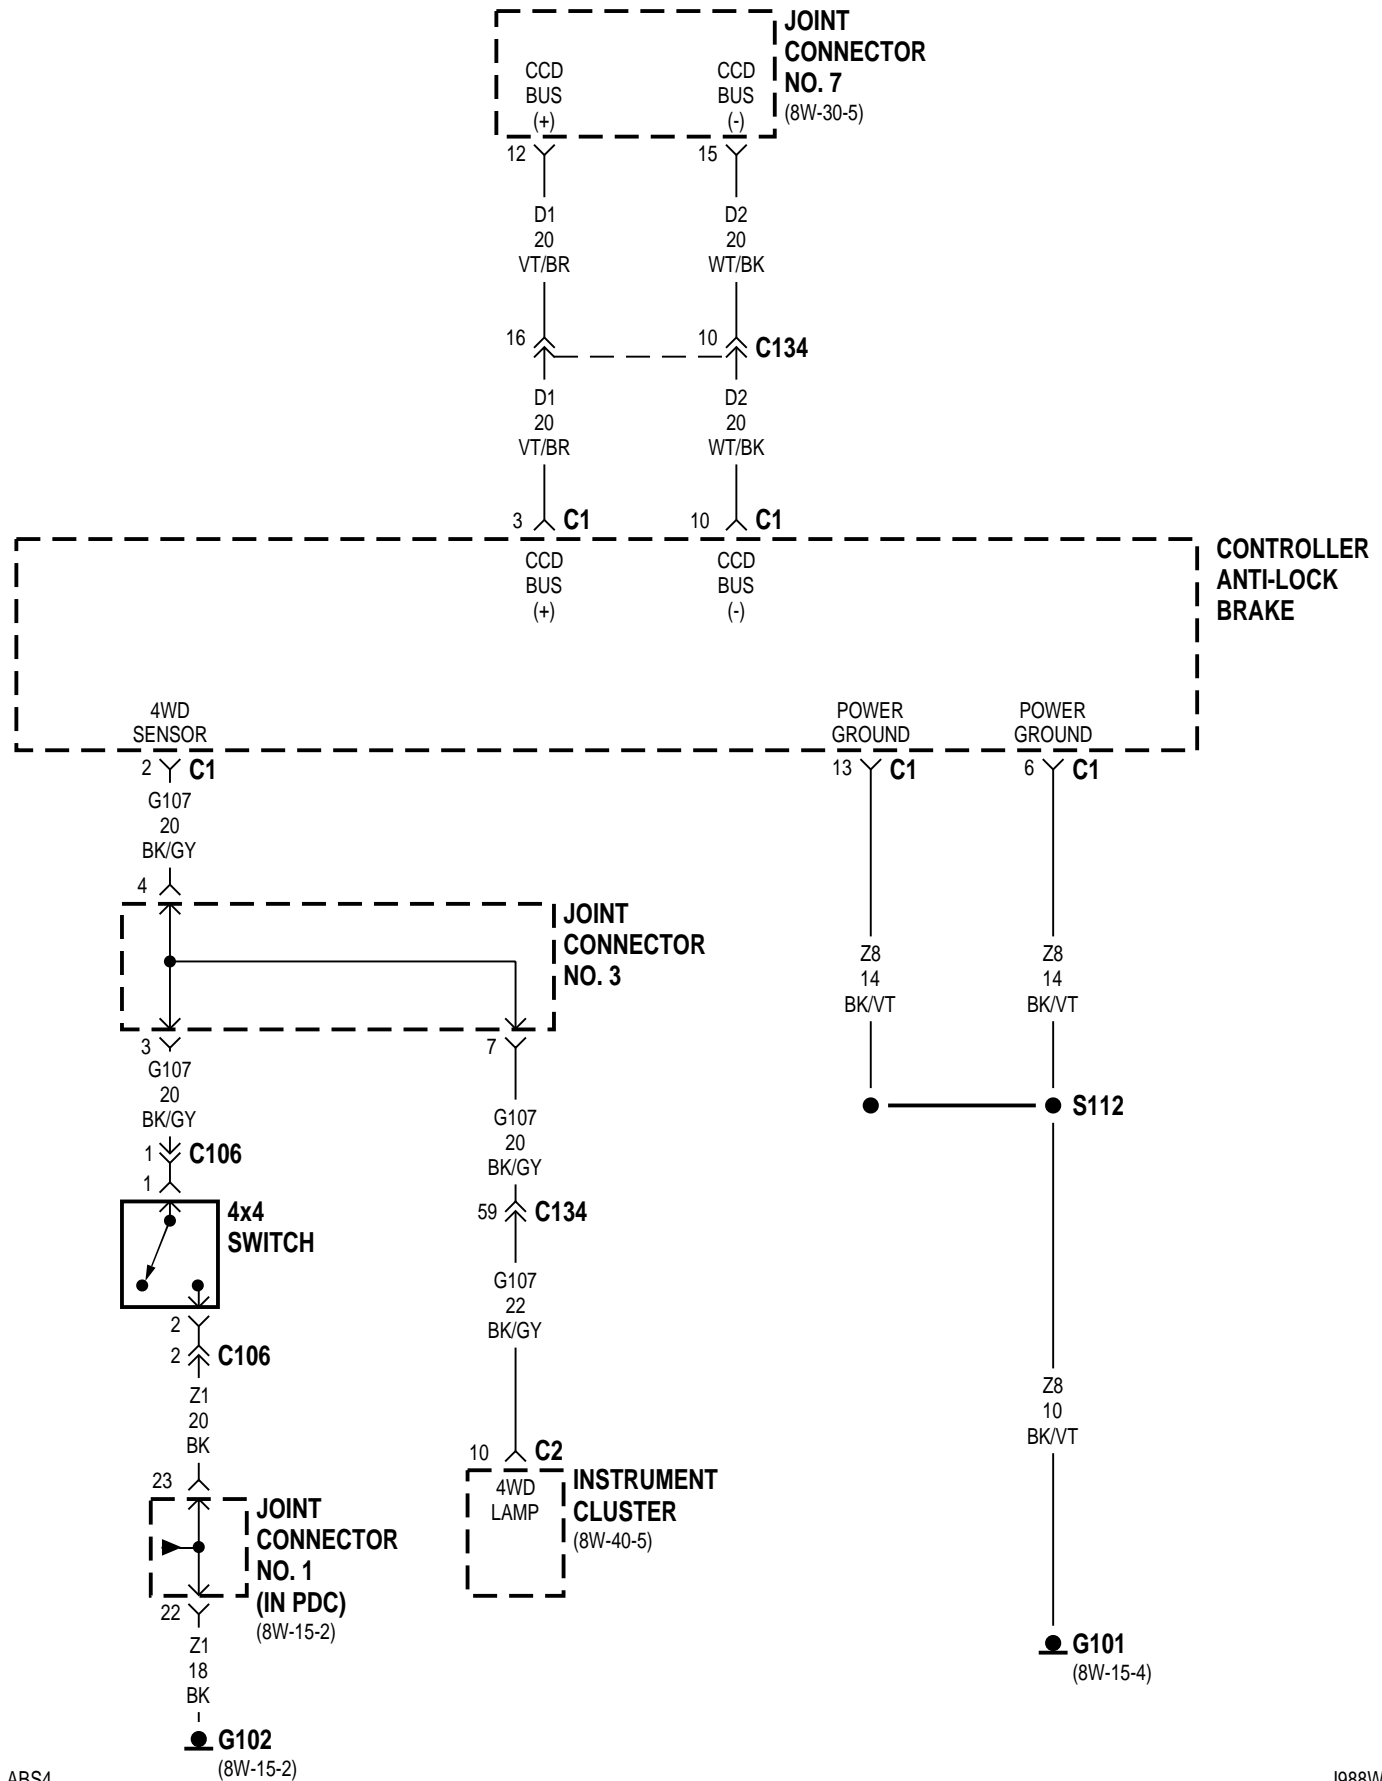 JOINT
CONNECTOR
NO. 7
(8W-30-5)
CCD
BUS
(+)
CCD
BUS
(-)
12
15
D1
20
VT/BR
D2
20
WT/BK
16
10
C134
D1
20
VT/BR
D2
20
WT/BK
3
C1
10
C1
CCD
BUS
(+)
CCD
BUS
(-)
CONTROLLER
ANTI-LOCK
BRAKE
4WD
SENSOR
POWER
GROUND
POWER
GROUND
2
C1
13
C1
6
C1
G107
20
BK/GY
4
JOINT
CONNECTOR
NO. 3
Z8
14
BK/VT
Z8
14
BK/VT
3
7
G107
20
BK/GY
G107
20
BK/GY
S112
1
C106
1
4x4
SWITCH
59
C134
G107
22
BK/GY
2
2
C106
Z1
20
BK
Z8
10
BK/VT
10
C2
4WD
LAMP
INSTRUMENT
CLUSTER
(8W-40-5)
23
JOINT
CONNECTOR
NO. 1
(IN PDC)
(8W-15-2)
22
Z1
18
BK
G101
(8W-15-4)
G102
(8W-15-2)
ABS4
J988W